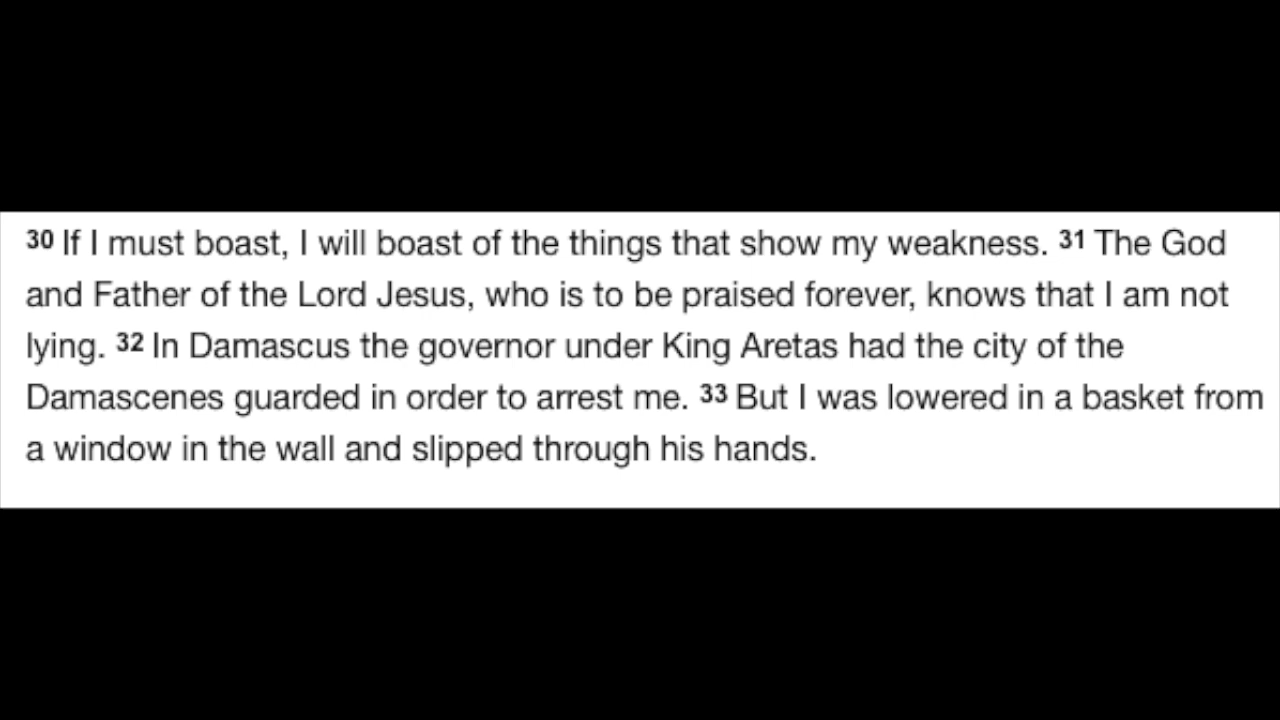 30 If I must boast, I will boast of the things that show my weakness. 31 The God
and Father of the Lord Jesus, who is to be praised forever, knows that I am not
lying. 32 In Damascus the governor under King Aretas had the city of the
Damascenes guarded in order to arrest me. 33 But I was lowered in a basket from
a window in the wall and slipped through his hands.